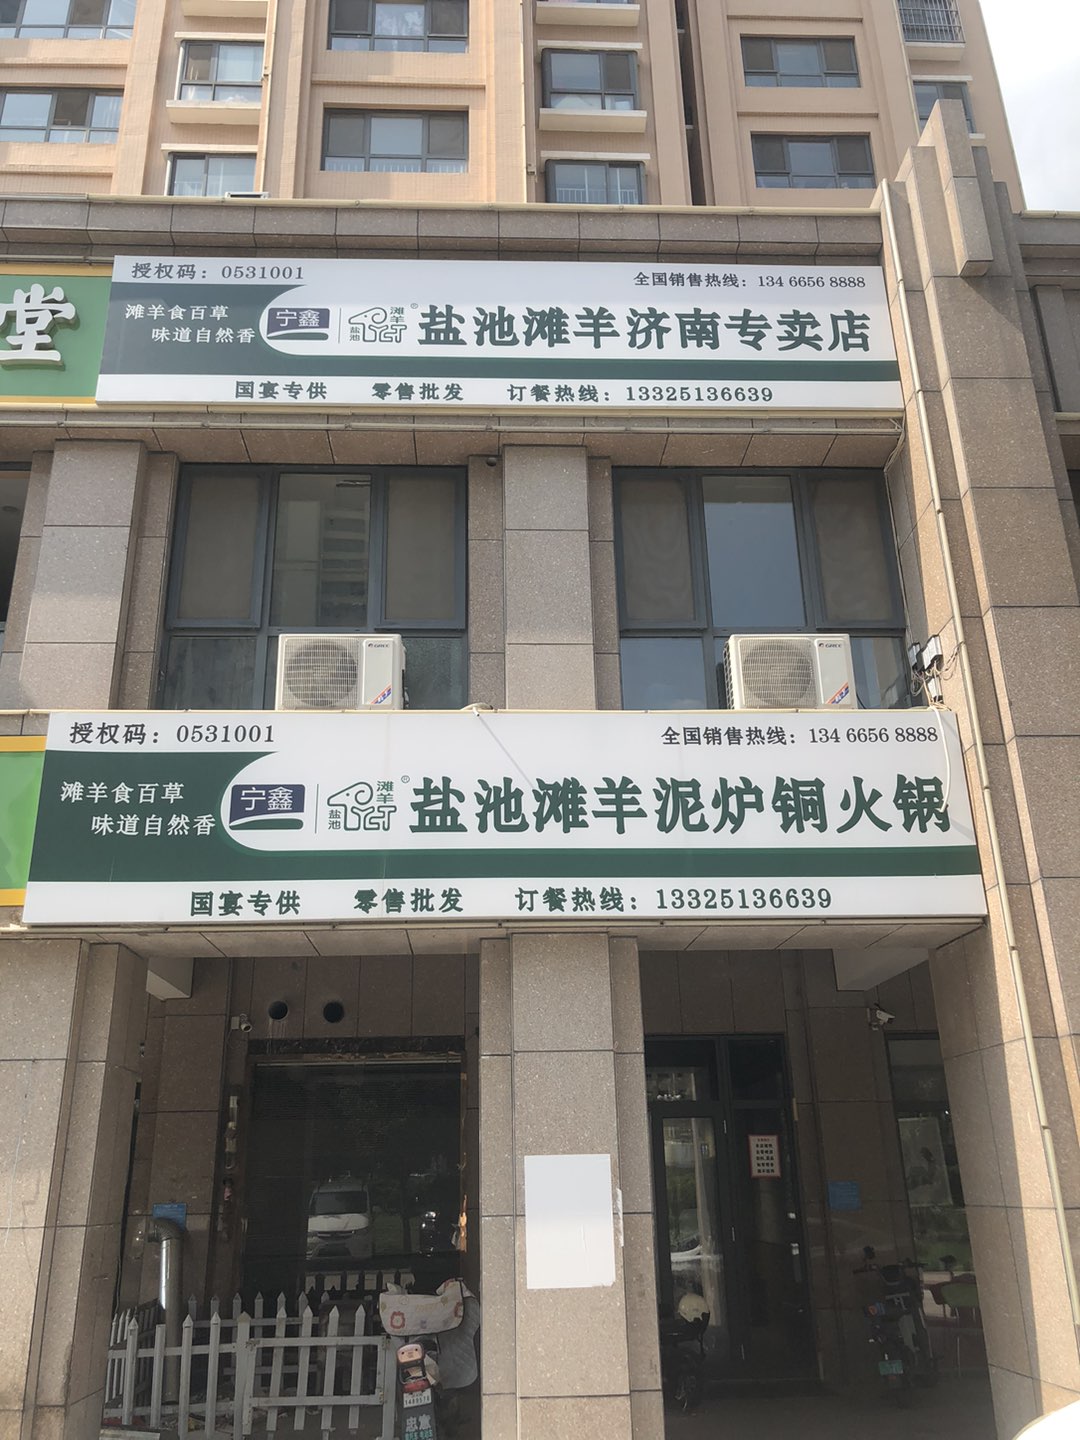 堂
授权码：0531001
全国销售热线：134 6656 8888
滩羊食百草
味道自然香
宁鑫
盐池
滩羊
®
盐池滩羊济南专卖店
国宴专供 零售批发 订餐热线：13325136639
GREE
GREE
授权码：0531001
全国销售热线：134 6656 8888
滩羊食百草
味道自然香
宁鑫
盐池
滩羊
®
盐池滩羊泥炉铜火锅
国宴专供 零售批发 订餐热线：13325136639